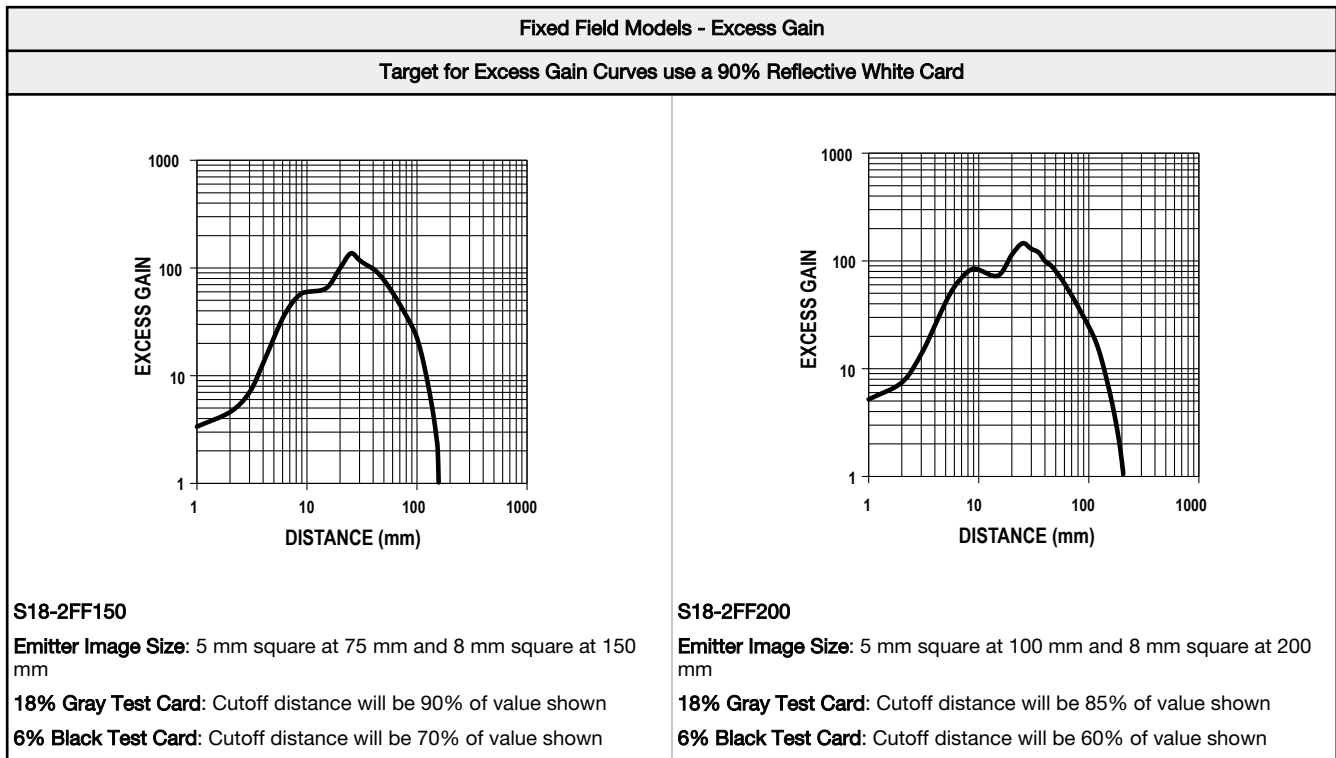 Fixed Field Models - Excess Gain
Target for Excess Gain Curves use a 90% Reflective White Card
1000
100
10
1
EXCESS GAIN
1
10
100
1000
DISTANCE (mm)
S18-2FF150
Emitter Image Size: 5 mm square at 75 mm and 8 mm square at 150
mm
18% Gray Test Card: Cutoff distance will be 90% of value shown
6% Black Test Card: Cutoff distance will be 70% of value shown
1000
100
10
1
EXCESS GAIN
1
10
100
1000
DISTANCE (mm)
S18-2FF200
Emitter Image Size: 5 mm square at 100 mm and 8 mm square at 200
mm
18% Gray Test Card: Cutoff distance will be 85% of value shown
6% Black Test Card: Cutoff distance will be 60% of value shown